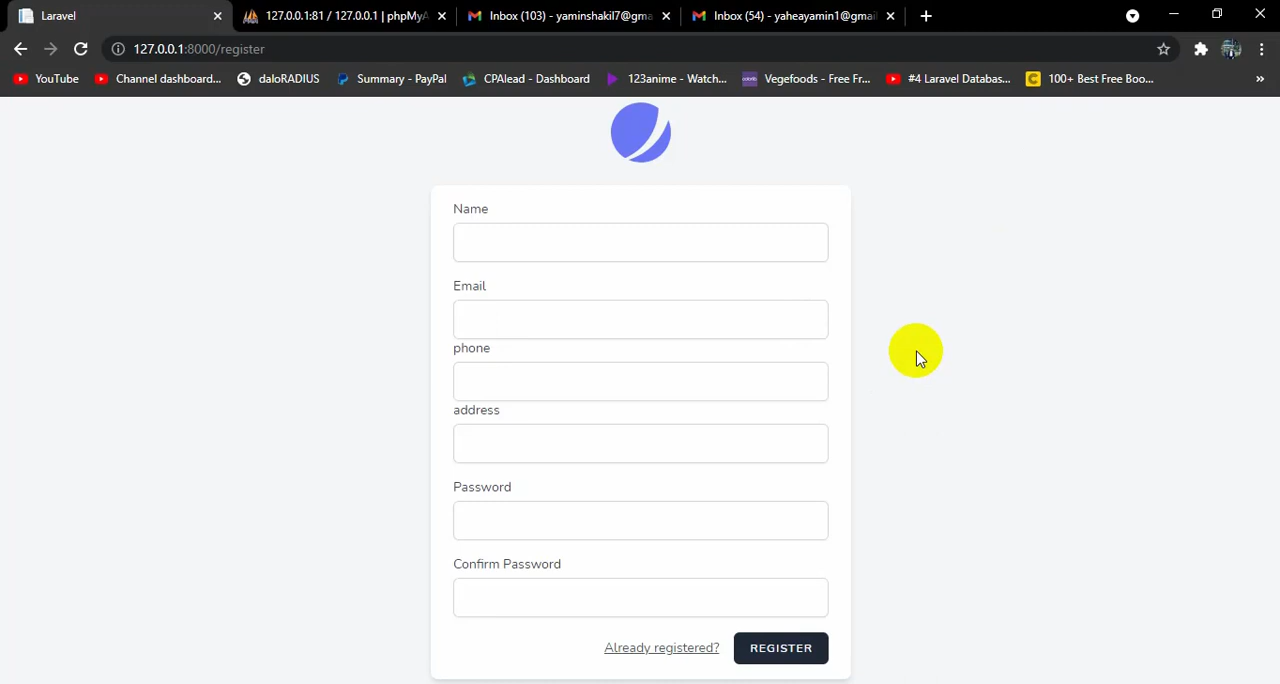 Laravel
127.0.0.1:81 / 127.0.0.1 | phpMyA
Inbox (103) - yaminshakil7@gma
Inbox (54) - yaheayamin1@gmail
127.0.0.1:8000/register
YouTube
Channel dashboard...
daloRADIUS
Summary - PayPal
CPAlead - Dashboard
123anime - Watch...
Vegefoods - Free Fr...
#4 Laravel Databas...
100+ Best Free Boo...
»
Name
Email
phone
address
Password
Confirm Password
Already registered?
REGISTER